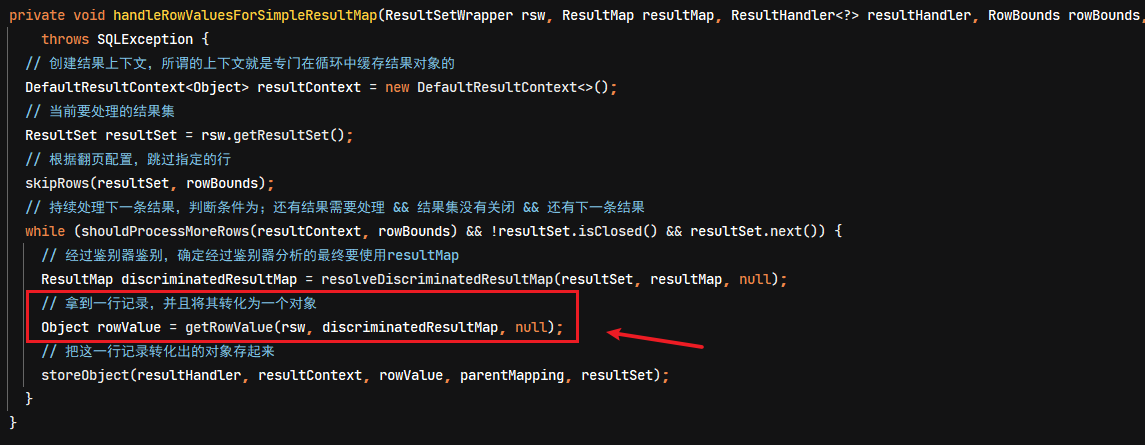 private void handleRowValuesForSimpleResultMap(ResultSetWrapper rsw, ResultMap resultMap, ResultHandler<?> resultHandler, RowBounds rowBounds,
throws SQLException {
// 创建结果上下文，所谓的上下文就是专门在循环中缓存结果对象的
DefaultResultContext<Object> resultContext = new DefaultResultContext<>();
// 当前要处理的结果集
ResultSet resultSet = rsw.getResultSet();
// 根据翻页配置，跳过指定的行
skipRows(resultSet, rowBounds);
// 持续处理下一条结果，判断条件为；还有结果需要处理 && 结果集没有关闭 && 还有下一条结果
while (shouldProcessMoreRows(resultContext, rowBounds) && !resultSet.isClosed() && resultSet.next()) {
// 经过鉴别器鉴别，确定经过鉴别器分析的最终要使用resultMap
ResultMap discriminatedResultMap = resolveDiscriminatedResultMap(resultSet, resultMap, null);
// 拿到一行记录，并且将其转化为一个对象
Object rowValue = getRowValue(rsw, discriminatedResultMap, null);
// 把这一行记录转化出的对象存起来
storeObject(resultHandler, resultContext, rowValue, parentMapping, resultSet);
}
}